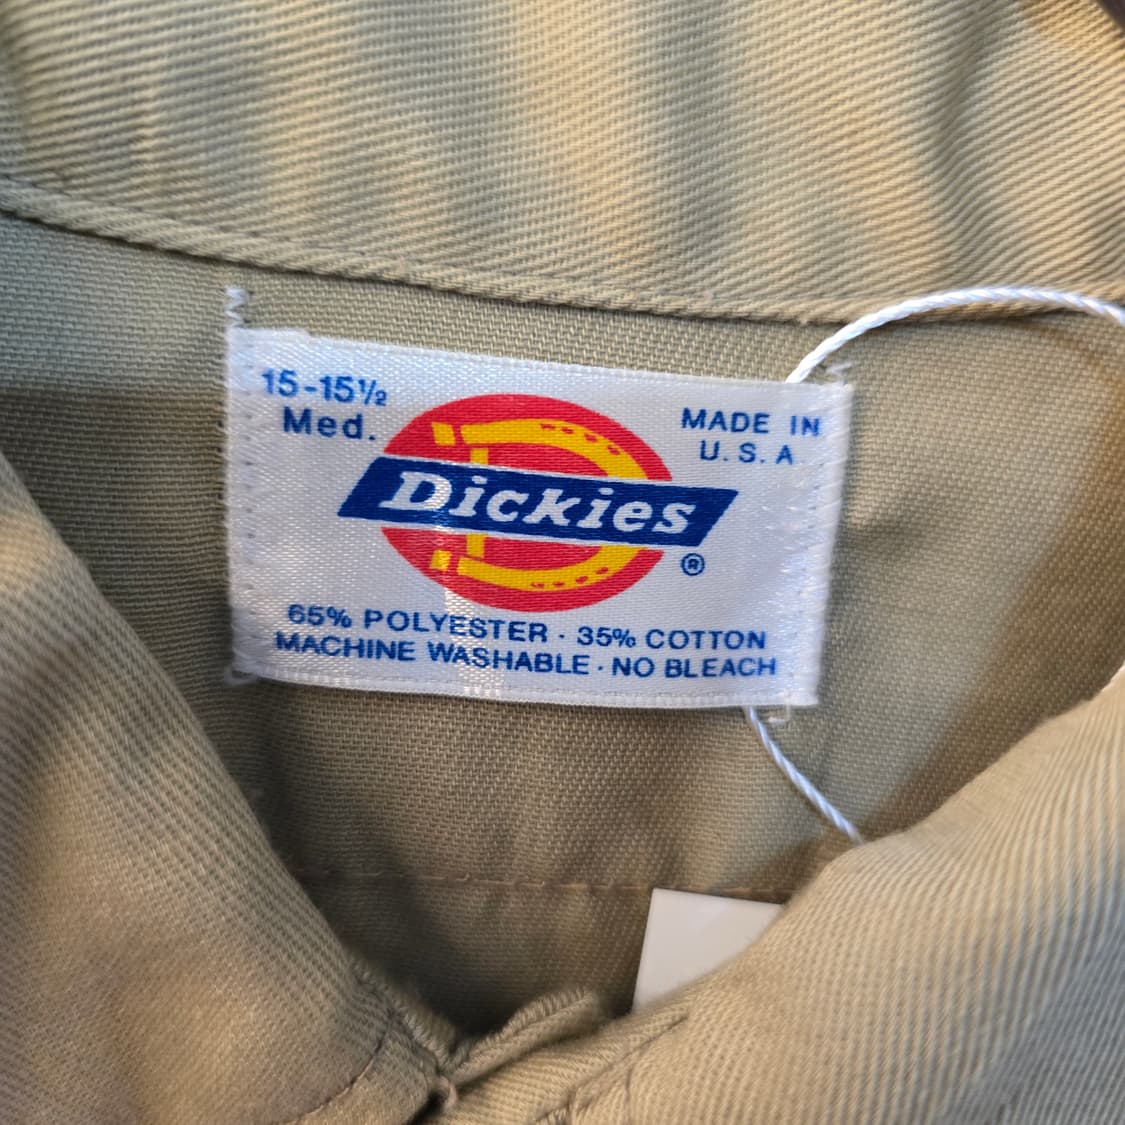 15-15½
Med.
MADE IN
U.S.A
Dickies
®
65% POLYESTER · 35% COTTON
MACHINE WASHABLE · NO BLEACH